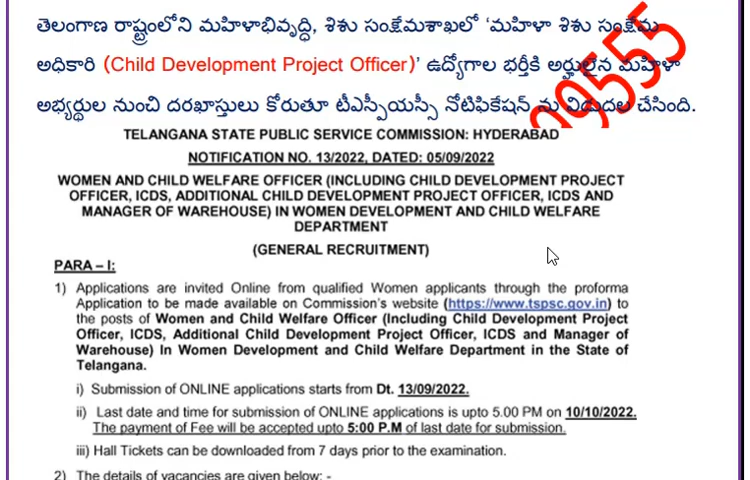 తెలంగాణ రాష్ట్రంలోని మహిళాభివృద్ధి, శిశు సంక్షేమశాఖలో 'మహిళా శిశు సంక్షేమ
అధికారి (Child Development Project Officer)' ఉద్యోగాల భర్తీకి అర్హులైన మహిళా
అభ్యర్థుల నుంచి దరఖాస్తులు కోరుతూ టీఎస్పీయస్సీ నోటిఫికేషన్ ను విడుదల చేసింది.
TELANGANA STATE PUBLIC SERVICE COMMISSION: HYDERABAD
NOTIFICATION NO. 13/2022, DATED: 05/09/2022
WOMEN AND CHILD WELFARE OFFICER (INCLUDING CHILD DEVELOPMENT PROJECT
OFFICER, ICDS, ADDITIONAL CHILD DEVELOPMENT PROJECT OFFICER, ICDS AND
MANAGER OF WAREHOUSE) IN WOMEN DEVELOPMENT AND CHILD WELFARE
DEPARTMENT
(GENERAL RECRUITMENT)
PARA – I:
1) Applications are invited Online from qualified Women applicants through the proforma
Application to be made available on Commission's website (https://www.tspsc.gov.in) to
the posts of Women and Child Welfare Officer (Including Child Development Project
Officer, ICDS, Additional Child Development Project Officer, ICDS and Manager of
Warehouse) In Women Development and Child Welfare Department in the State of
Telangana.
i) Submission of ONLINE applications starts from Dt. 13/09/2022.
ii) Last date and time for submission of ONLINE applications is upto 5.00 PM on 10/10/2022.
The payment of Fee will be accepted upto 5:00 P.M of last date for submission.
iii) Hall Tickets can be downloaded from 7 days prior to the examination.
2) The details of vacancies are given below: -